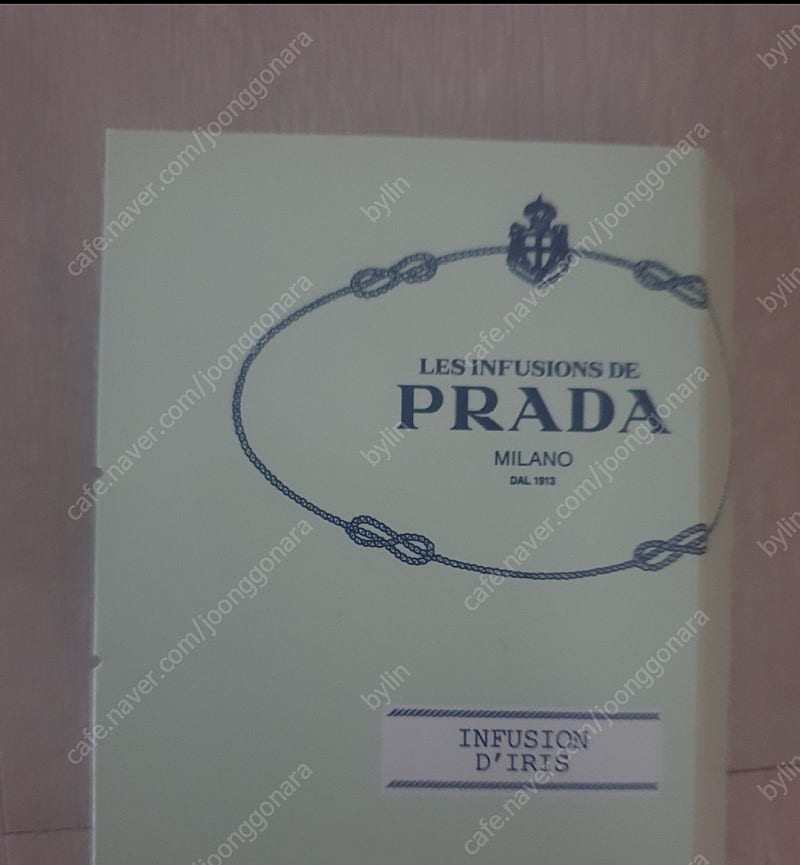 LES INFUSIONS DE
PRADA
MILANO
DAL 1913
INFUSION
D'IRIS
cafe.naver.com/joonggonara
bylin